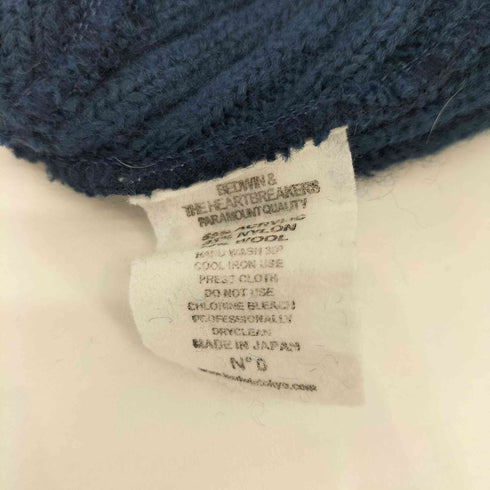 BEDWIN &
THE HEARTBREAKERS
PARAMOUNT QUALITY
ACRYLIC
NYLON
WOOL
HAND WASH 30°
COOL IRON USE
PRESS CLOTH
DO NOT USE
CHLORINE BLEACH
PROFESSIONALLY
DRYCLEAN
MADE IN JAPAN
N° 0